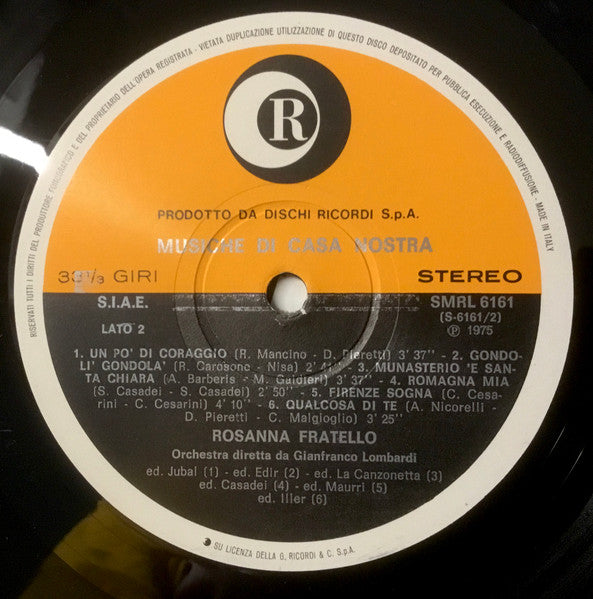 RISERVATI TUTTI I DIRITTI DEL PRODUTTORE FONOGRAFICO E DEL PROPRIETARIO DELL'OPERA REGISTRATA - VIETATA DUPLICAZIONE UTILIZZAZIONE DI QUESTO DISCO DEPOSITATO PER PUBBLICA ESECUZIONE E RADIODIFFUSIONE. - MADE IN ITALY
R
PRODOTTO DA DISCHI RICORDI S.p.A.
MUSICHE DI CASA NOSTRA
33⅓ GIRI
STEREO
S.I.A.E.
SMRL 6161
(S-6161/2)
LATO 2
Ⓟ 1975
1. UN PO' DI CORAGGIO (R. Mancino - D. Pieretti) 3' 37'' - 2. GONDO-
LI' GONDOLA' (R. Carosone - Nisa) 2' 41'' - 3. MUNASTERIO 'E SAN-
TA CHIARA (A. Barberis - M. Galdieri) 3' 37'' - 4. ROMAGNA MIA
(S. Casadei - S. Casadei) 2' 50'' - 5. FIRENZE SOGNA (C. Cesa-
rini - C. Cesarini) 4' 10'' - 6. QUALCOSA DI TE (A. Nicorelli -
D. Pieretti - C. Malgioglio) 3' 25''
ROSANNA FRATELLO
Orchestra diretta da Gianfranco Lombardi
ed. Jubal (1) - ed. Edir (2) - ed. La Canzonetta (3)
ed. Casadei (4) - ed. Maurri (5)
ed. Iller (6)
SU LICENZA DELLA G. RICORDI & C. S.p.A.